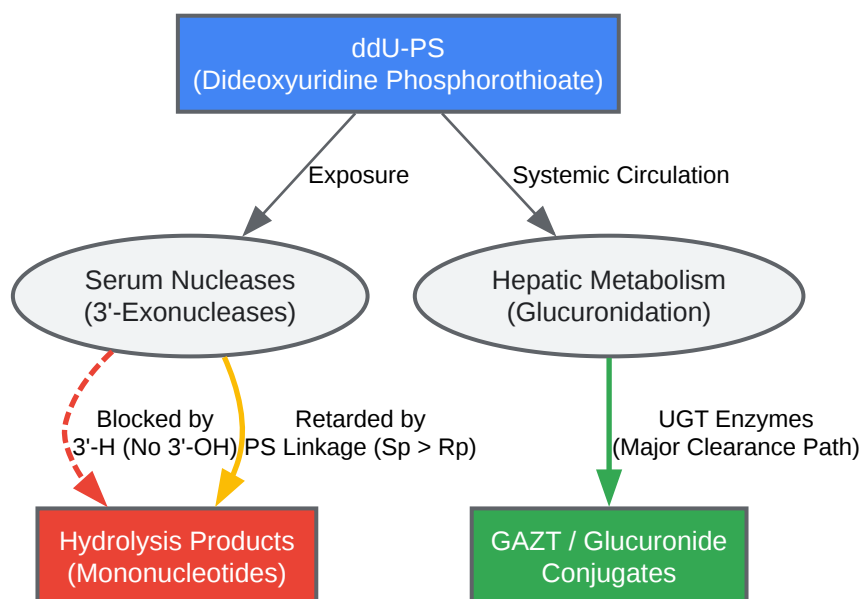 ddU-PS
(Dideoxyuridine Phosphorothioate)
Exposure
Systemic Circulation
Serum Nucleases
(3'-Exonucleases)
Hepatic Metabolism
(Glucuronidation)
Blocked by
3'-H (No 3'-OH)
Retarded by
PS Linkage (Sp > Rp)
UGT Enzymes
(Major Clearance Path)
Hydrolysis Products
(Mononucleotides)
GAZT / Glucuronide
Conjugates